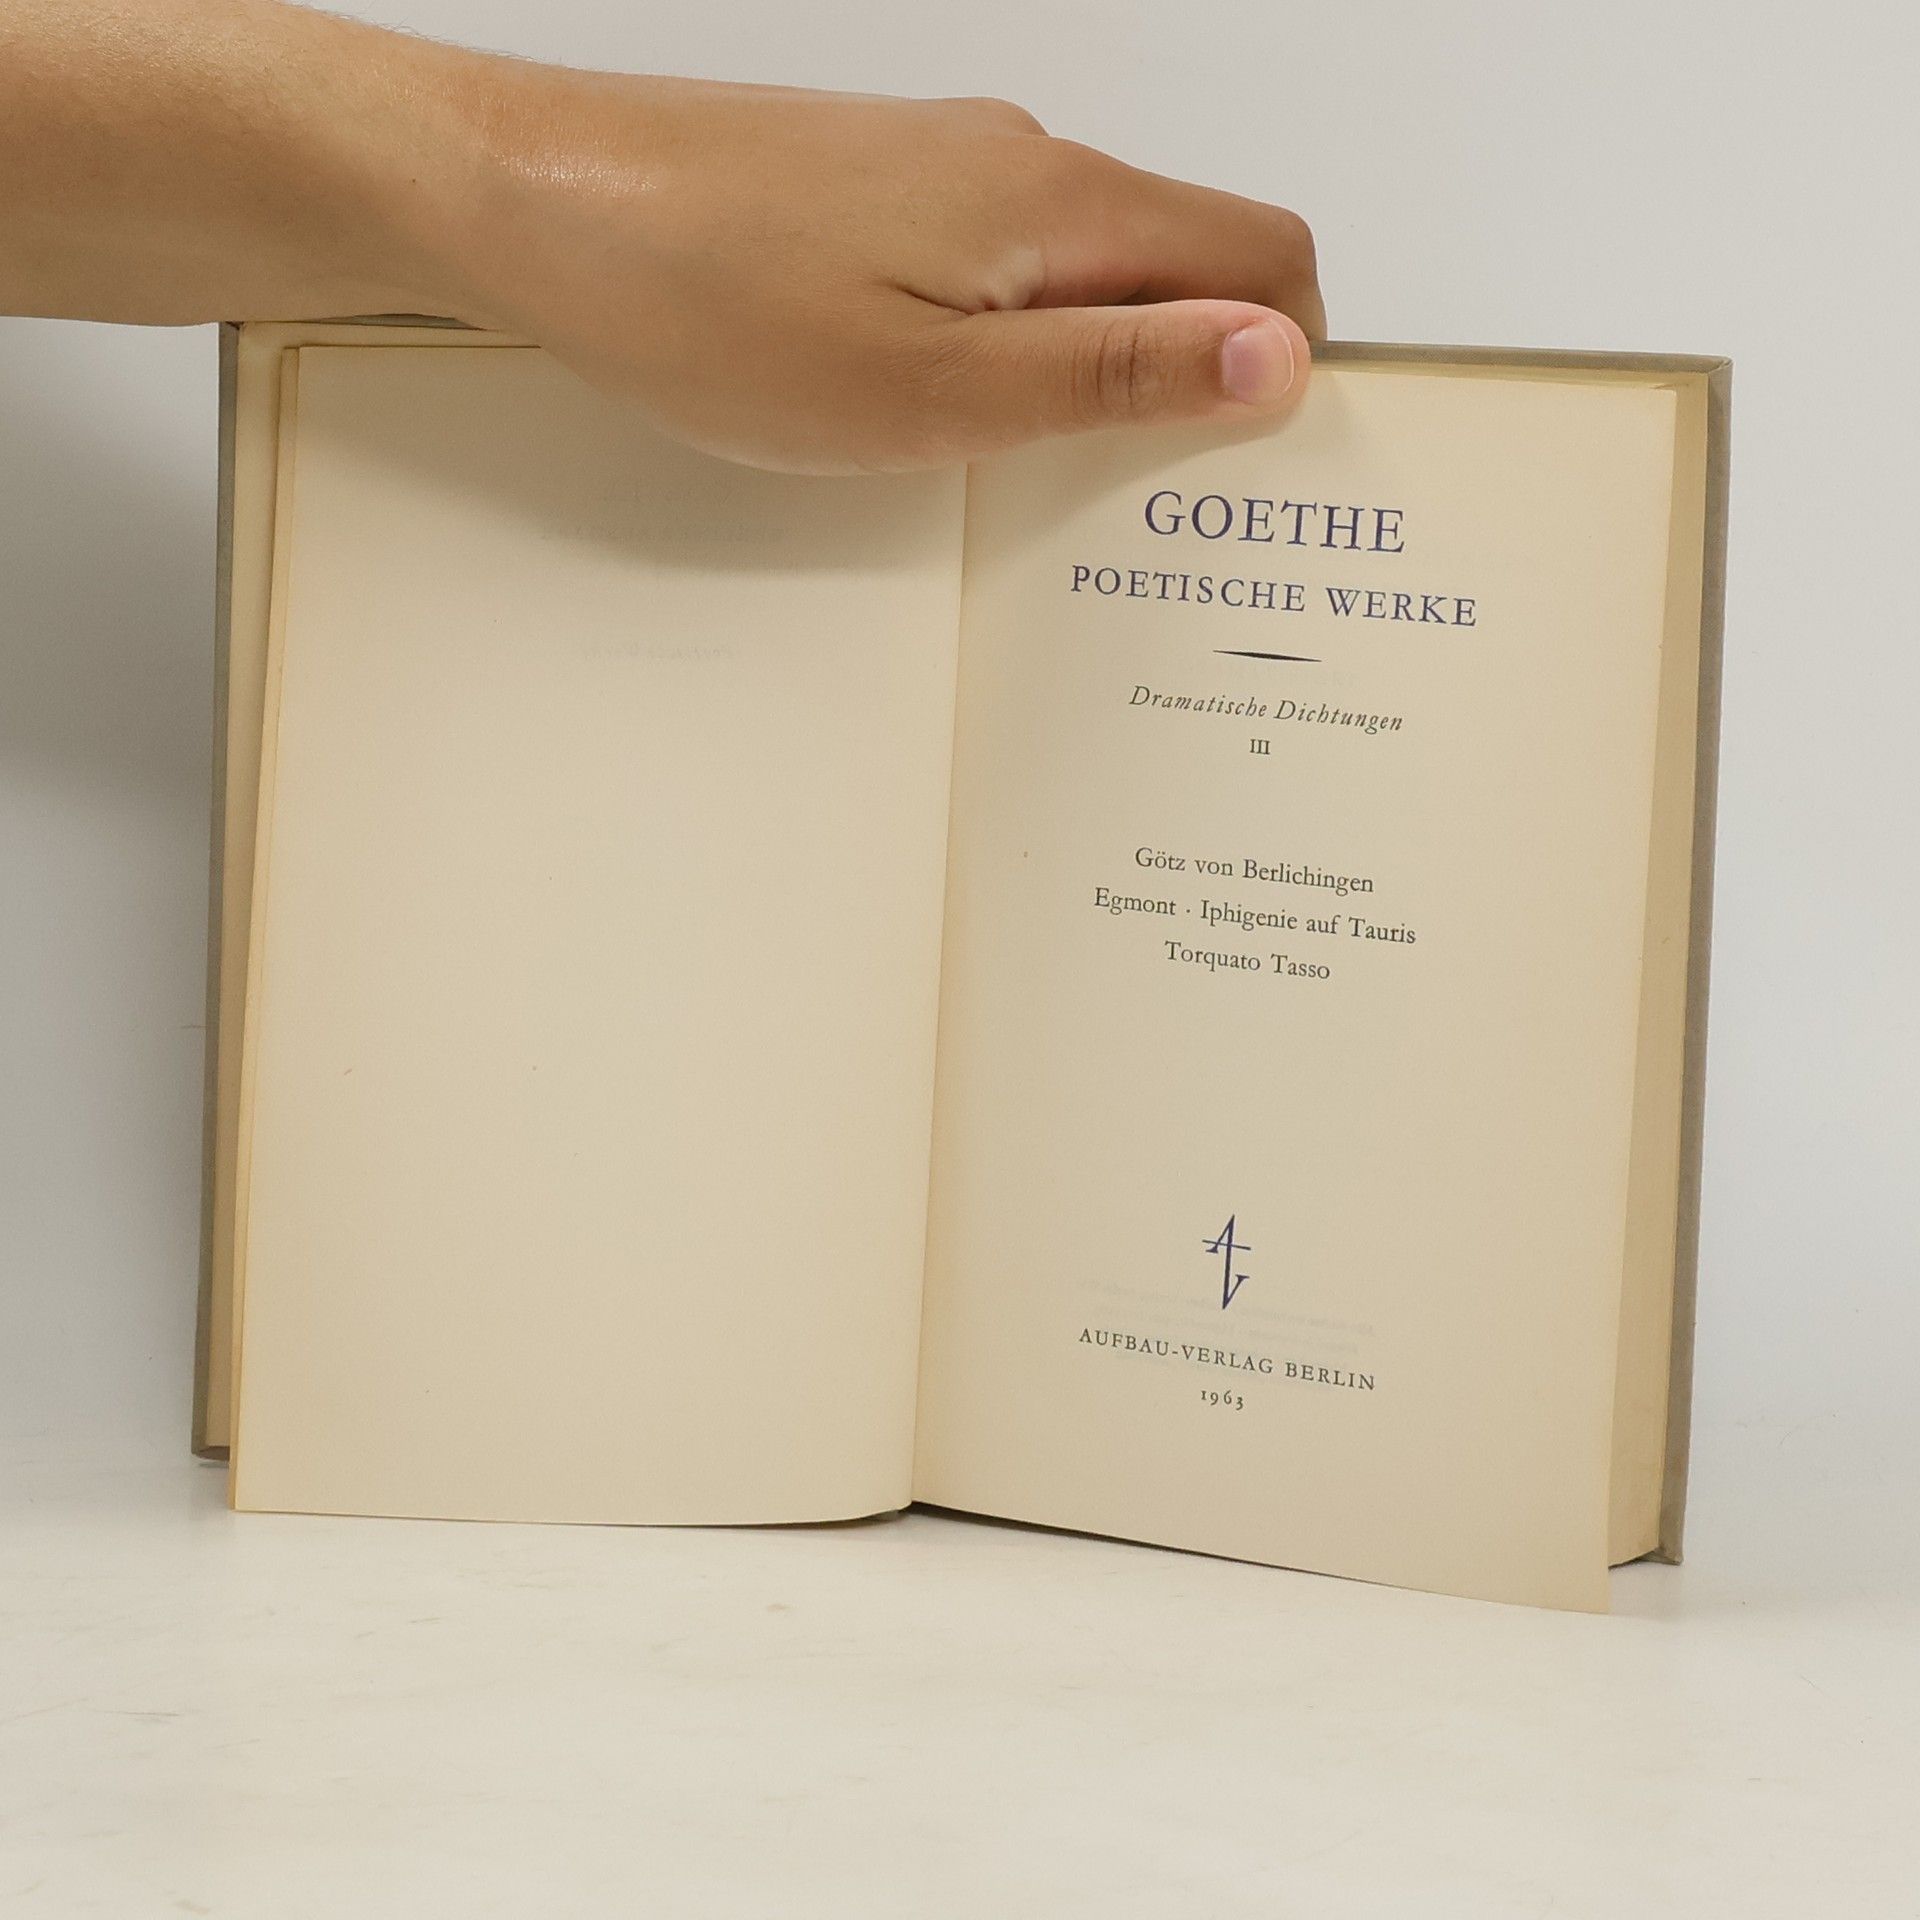 GOETHE
POETISCHE WERKE
Dramatische Dichtungen
III
Götz von Berlichingen
Egmont · Iphigenie auf Tauris
Torquato Tasso
AV
AUFBAU-VERLAG BERLIN
1963